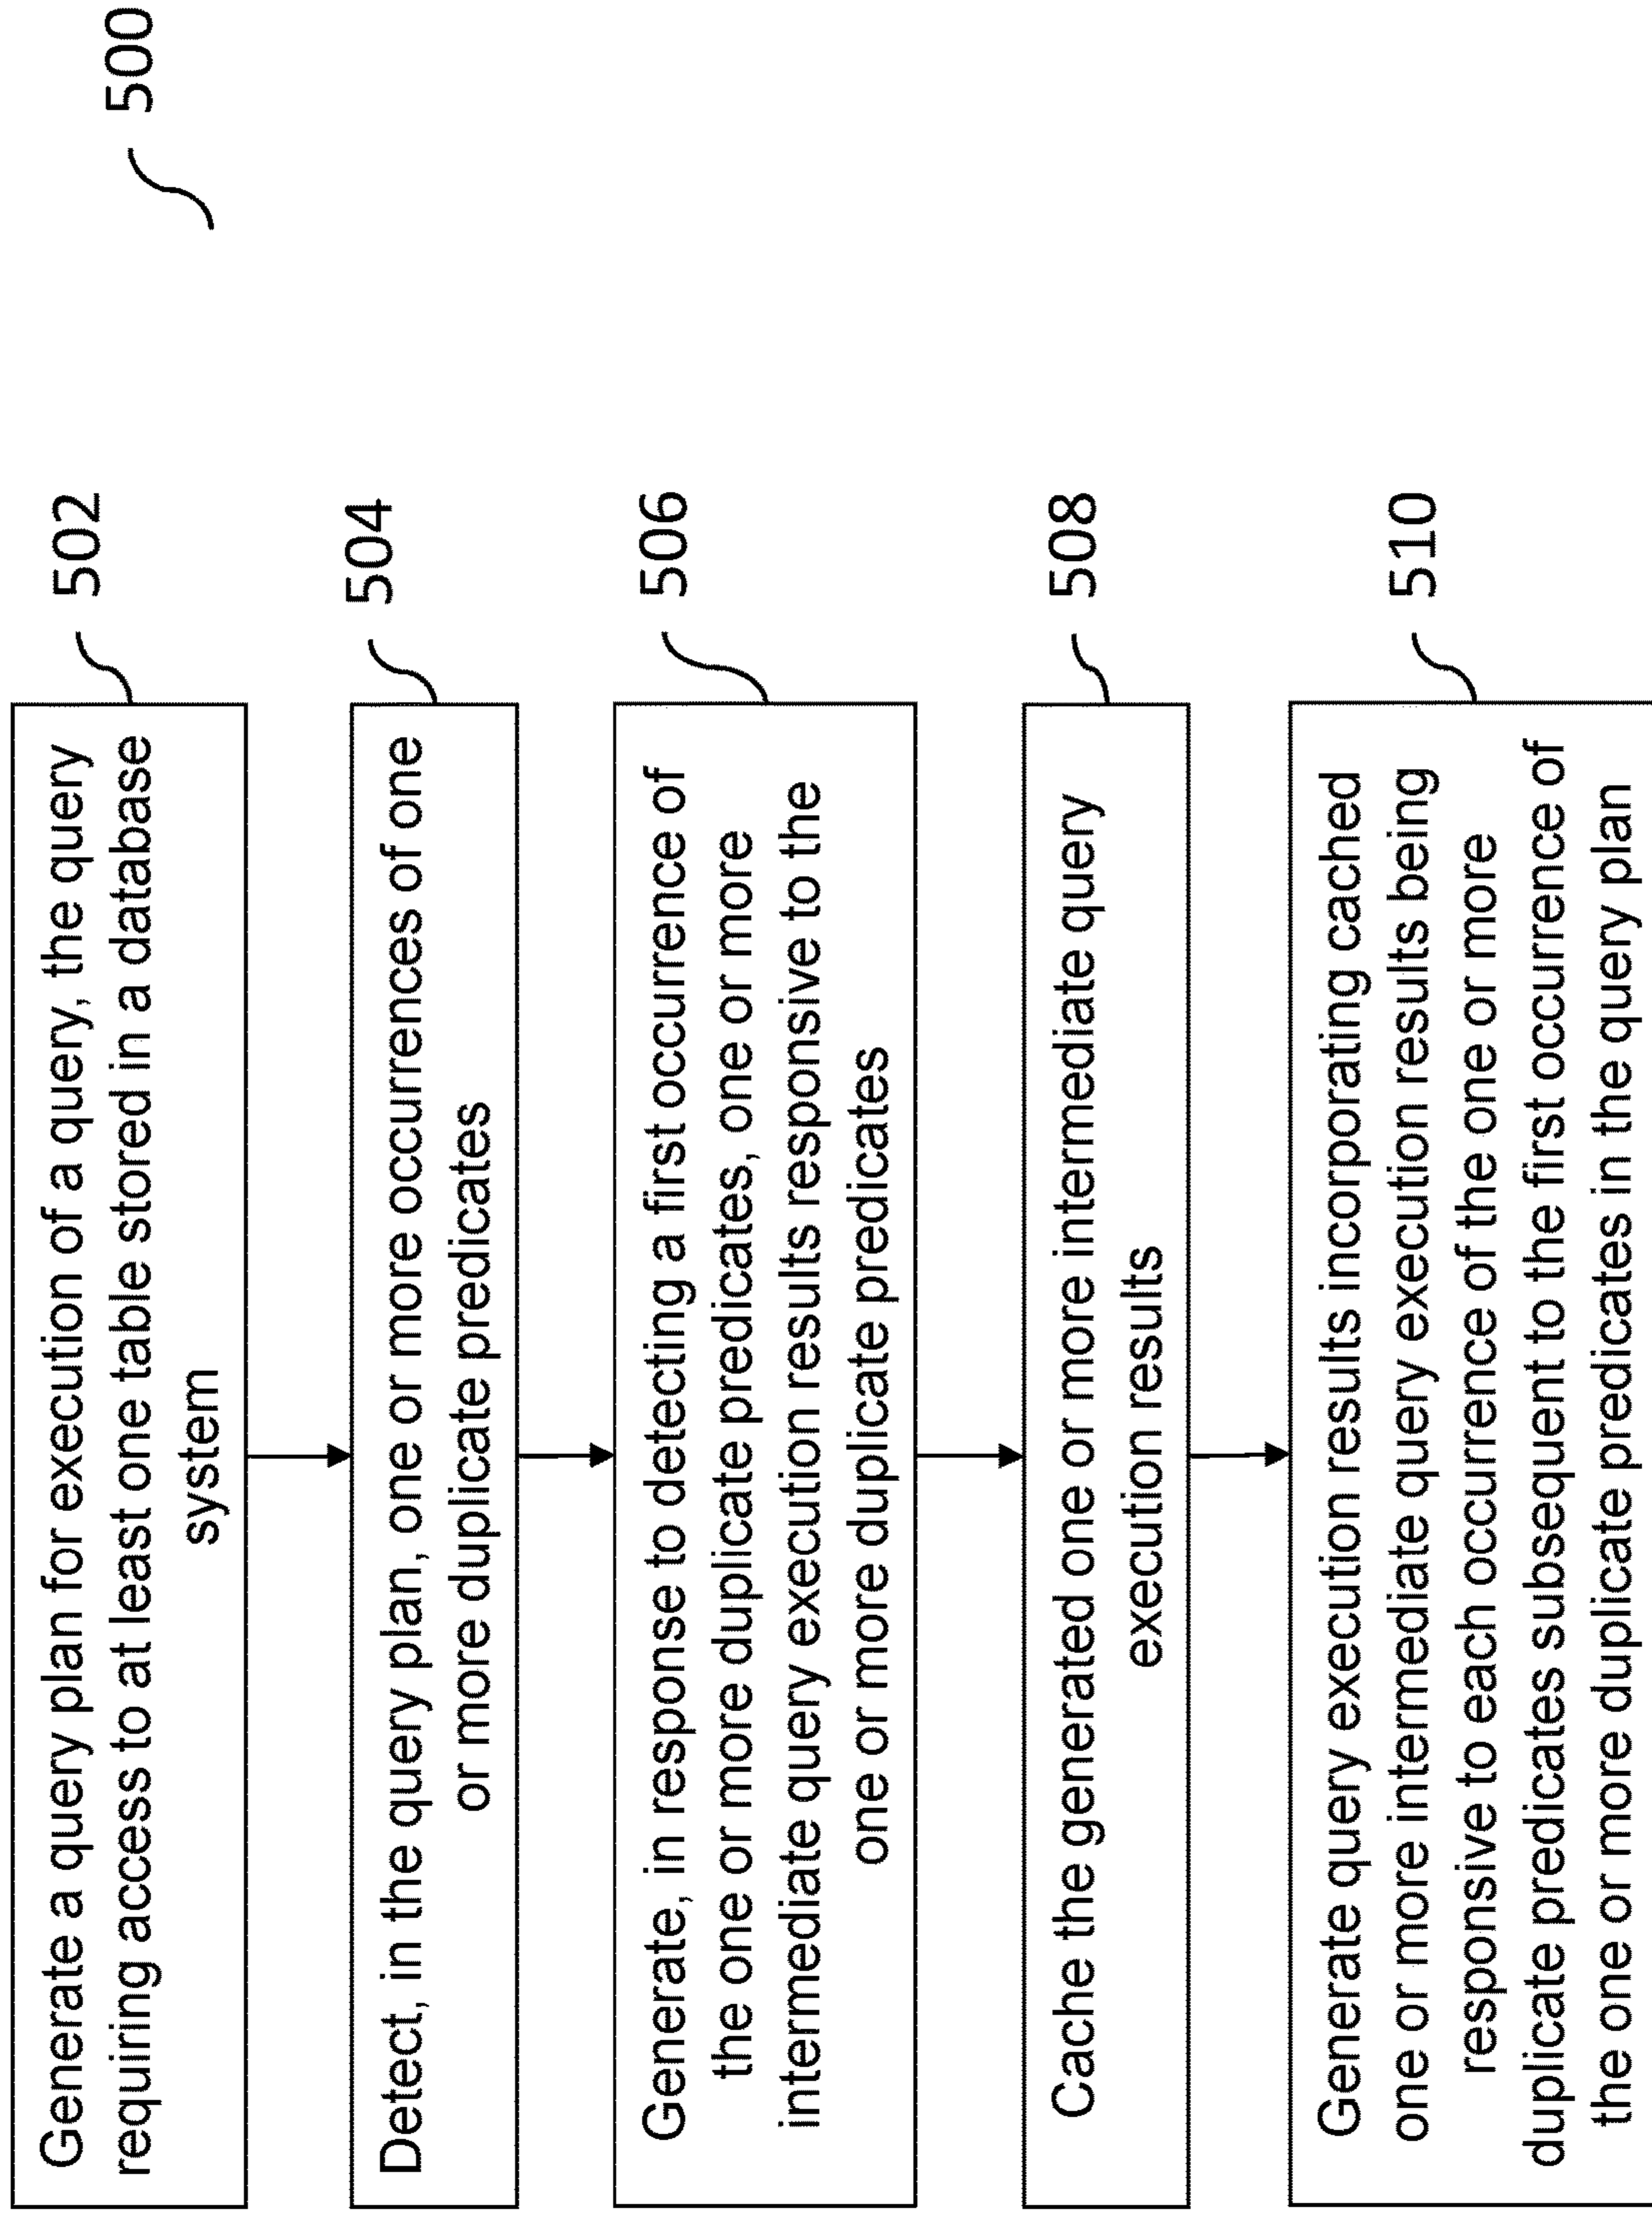 500
Generate a query plan for execution of a query, the query
requiring access to at least one table stored in a database
system
502
Detect, in the query plan, one or more occurrences of one
or more duplicate predicates
504
Generate, in response to detecting a first occurrence of
the one or more duplicate predicates, one or more
intermediate query execution results responsive to the
one or more duplicate predicates
506
Cache the generated one or more intermediate query
execution results
508
Generate query execution results incorporating cached
one or more intermediate query execution results being
responsive to each occurrence of the one or more
duplicate predicates subsequent to the first occurrence of
the one or more duplicate predicates in the query plan
510